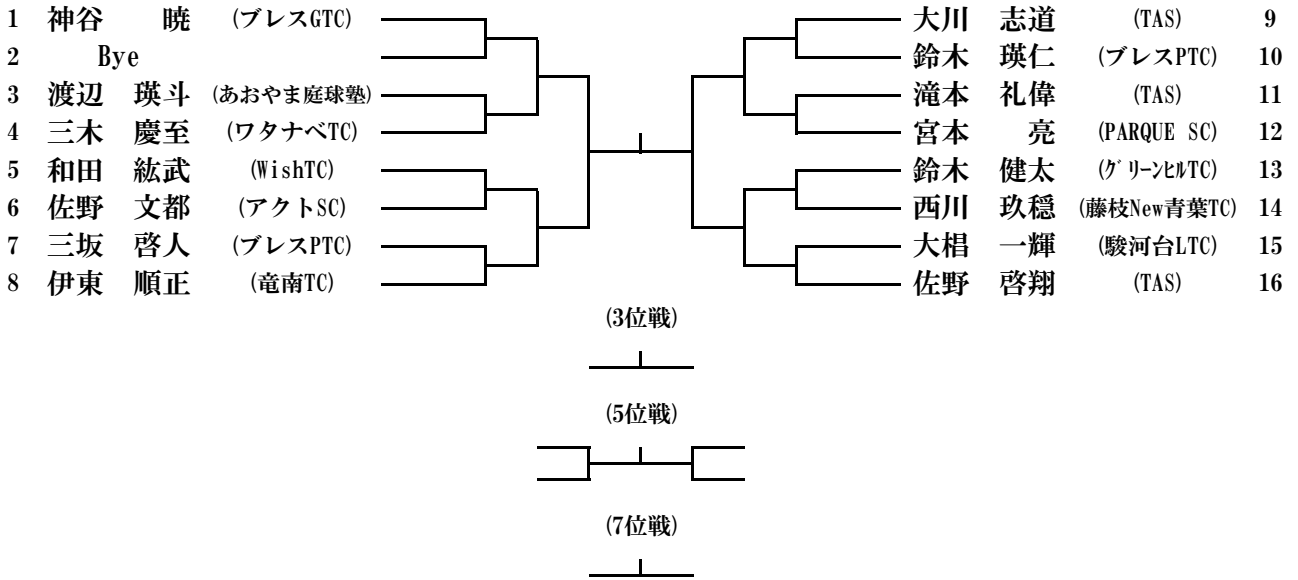 1 神谷 暁 (ブレスGTC)
2 Bye
3 渡辺 瑛斗 (あおやま庭球塾)
4 三木 慶至 (ワタナベTC)
5 和田 紘武 (WishTC)
6 佐野 文都 (アクトSC)
7 三坂 啓人 (ブレスPTC)
8 伊東 順正 (竜南TC)
大川 志道 (TAS) 9
鈴木 瑛仁 (ブレスPTC) 10
滝本 礼偉 (TAS) 11
宮本 亮 (PARQUE SC) 12
鈴木 健太 (グリーンヒルTC) 13
西川 玖穏 (藤枝New青葉TC) 14
大椙 一輝 (駿河台LTC) 15
佐野 啓翔 (TAS) 16
(3位戦)
(5位戦)
(7位戦)